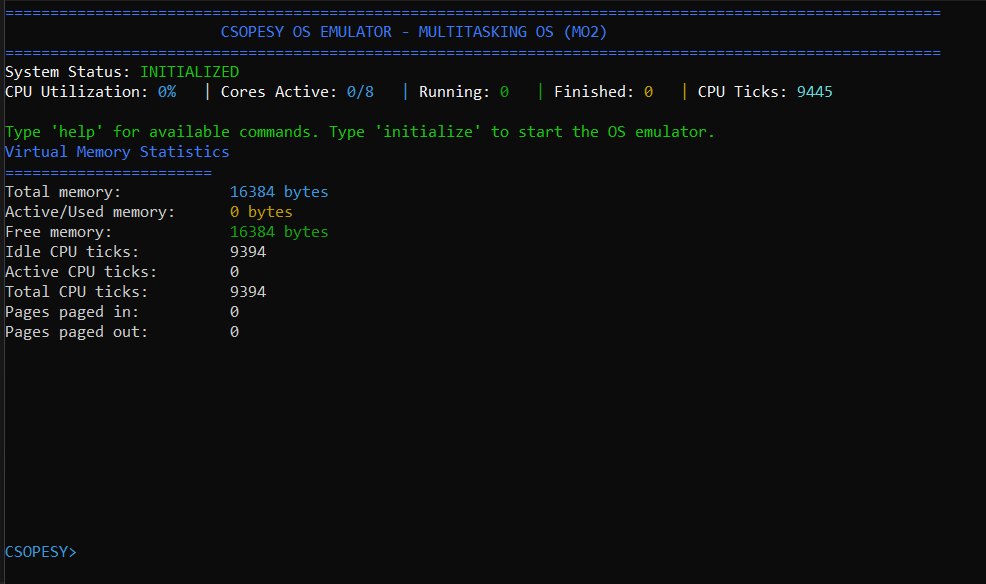 ========================================================================================================
CSOPESY OS EMULATOR - MULTITASKING OS (MO2)
========================================================================================================
System Status: INITIALIZED
CPU Utilization: 0% | Cores Active: 0/8 | Running: 0 | Finished: 0 | CPU Ticks: 9445
Type 'help' for available commands. Type 'initialize' to start the OS emulator.
Virtual Memory Statistics
=======================
Total memory: 16384 bytes
Active/Used memory: 0 bytes
Free memory: 16384 bytes
Idle CPU ticks: 9394
Active CPU ticks: 0
Total CPU ticks: 9394
Pages paged in: 0
Pages paged out: 0
CSOPESY>